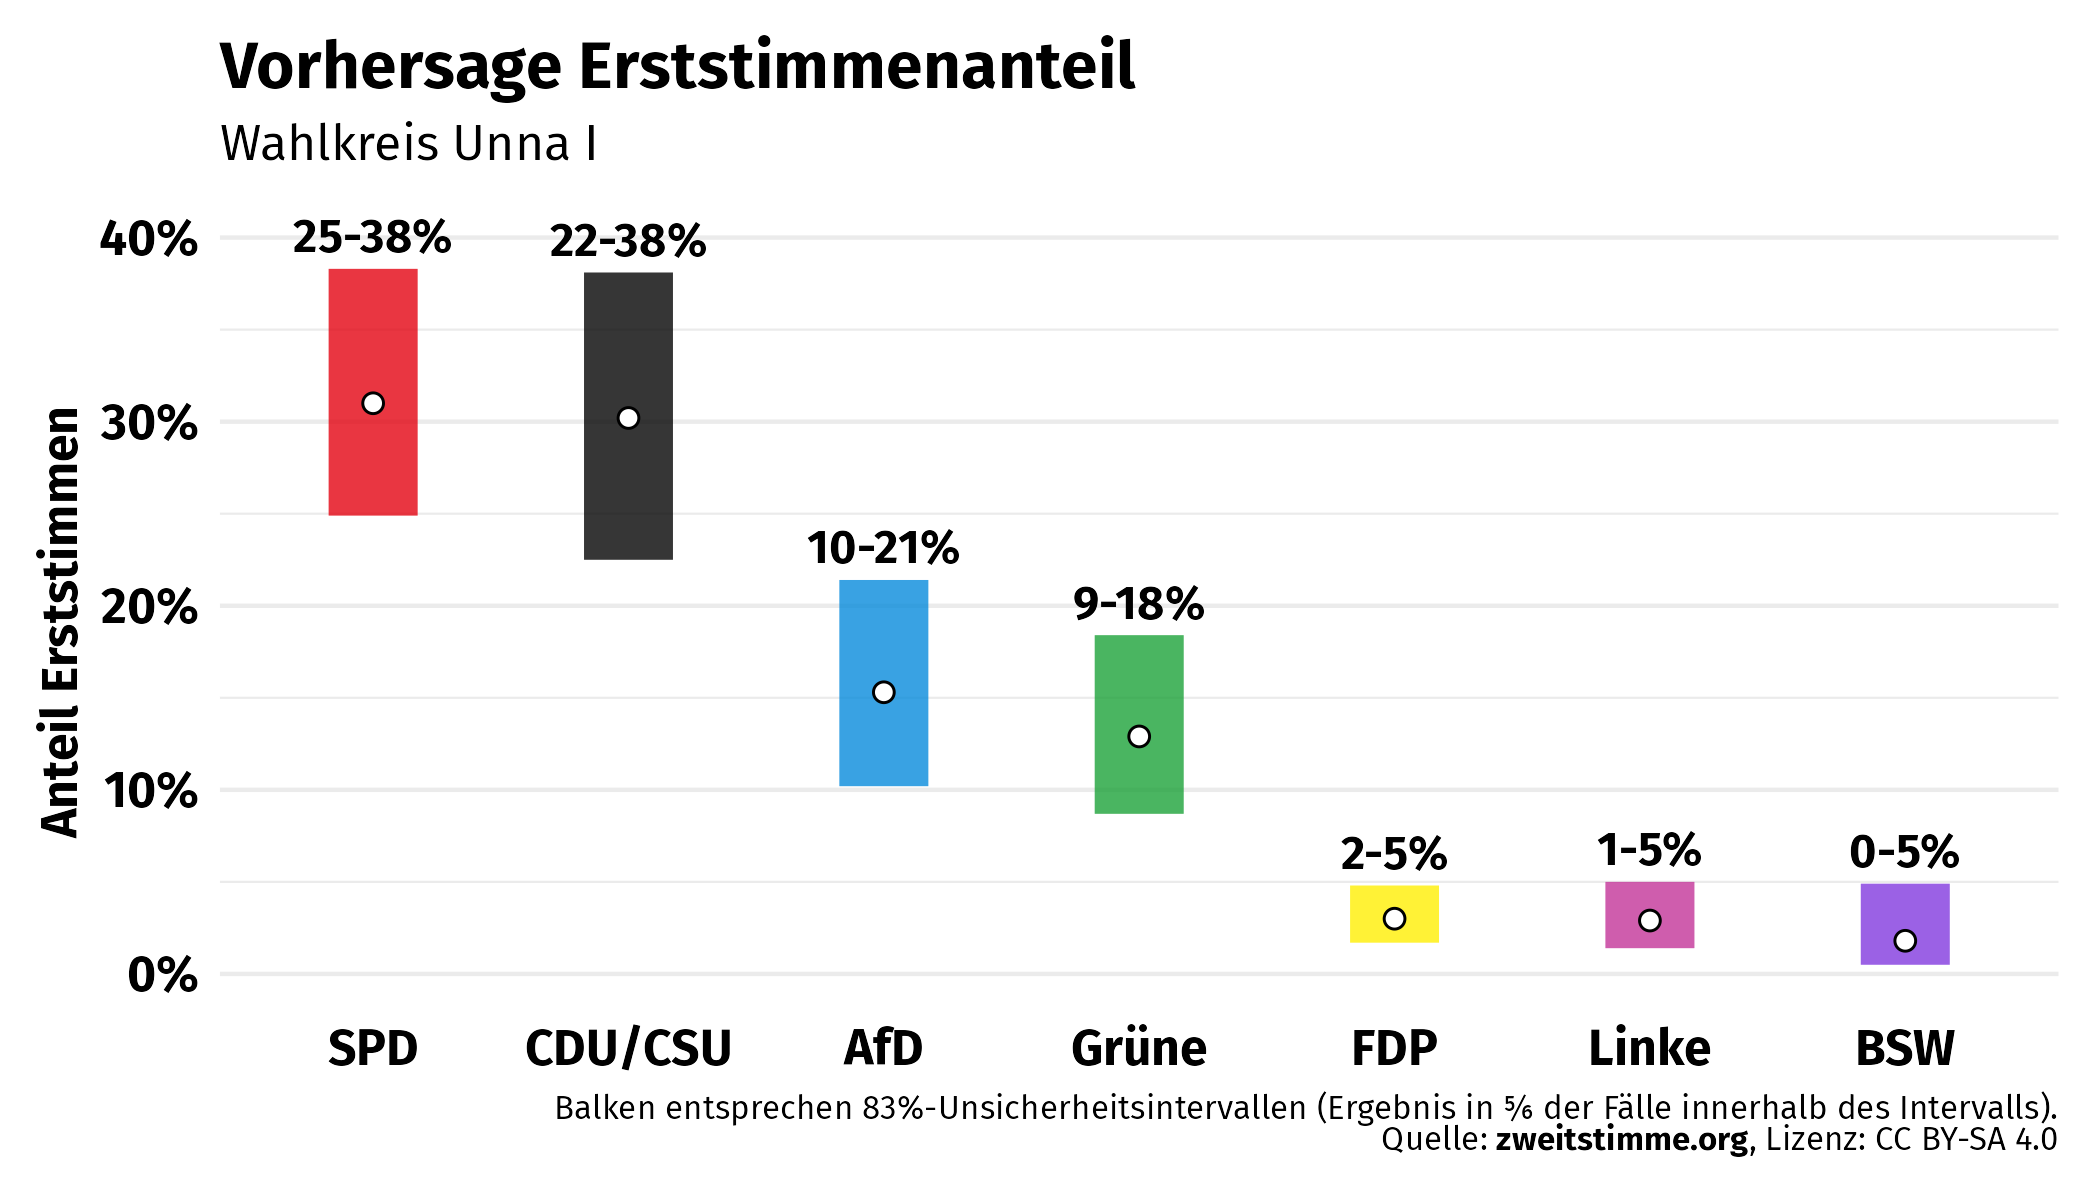 Vorhersage Erststimmenanteil
Wahlkreis Unna I
Anteil Erststimmen
40%
30%
20%
10%
0%
25-38%
22-38%
10-21%
9-18%
2-5%
1-5%
0-5%
SPD
CDU/CSU
AfD
Grüne
FDP
Linke
BSW
Balken entsprechen 83%-Unsicherheitsintervallen (Ergebnis in ⅚ der Fälle innerhalb des Intervalls).
Quelle: zweitstimme.org, Lizenz: CC BY-SA 4.0